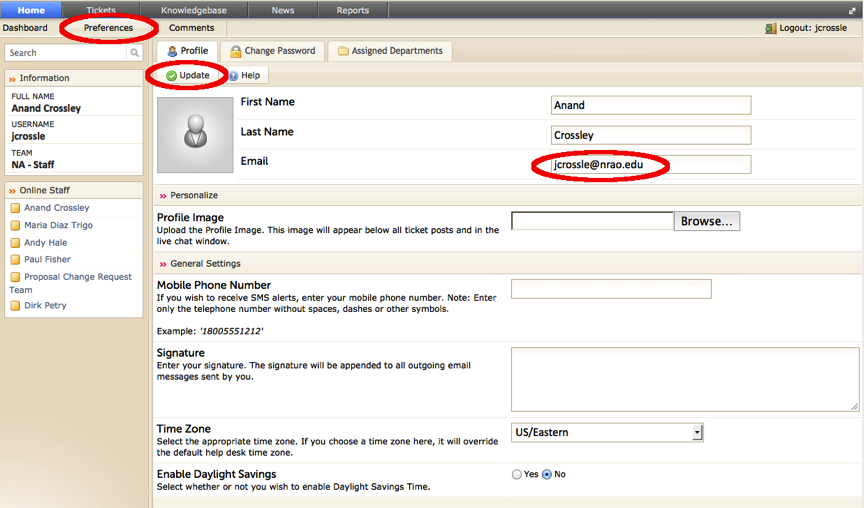 Home Tickets Knowledgebase News Reports
Dashboard Preferences Comments Logout: jcrossle
Search
Information
FULL NAME
Anand Crossley
USERNAME
jcrossle
TEAM
NA - Staff
Online Staff
Anand Crossley
Maria Diaz Trigo
Andy Hale
Paul Fisher
Proposal Change Request
Team
Dirk Petry
Profile Change Password Assigned Departments
Update Help
First Name Anand
Last Name Crossley
Email jcrossle@nrao.edu
Personalize
Profile Image
Upload the Profile Image. This image will appear below all ticket posts and in the
live chat window.
Browse...
General Settings
Mobile Phone Number
If you wish to receive SMS alerts, enter your mobile phone number. Note: Enter
only the telephone number without spaces, dashes or other symbols.
Example: '18005551212'
Signature
Enter your signature. The signature will be appended to all outgoing email
messages sent by you.
Time Zone
Select the appropriate time zone. If you choose a time zone here, it will override
the default help desk time zone.
US/Eastern
Enable Daylight Savings
Select whether or not you wish to enable Daylight Savings Time.
Yes No